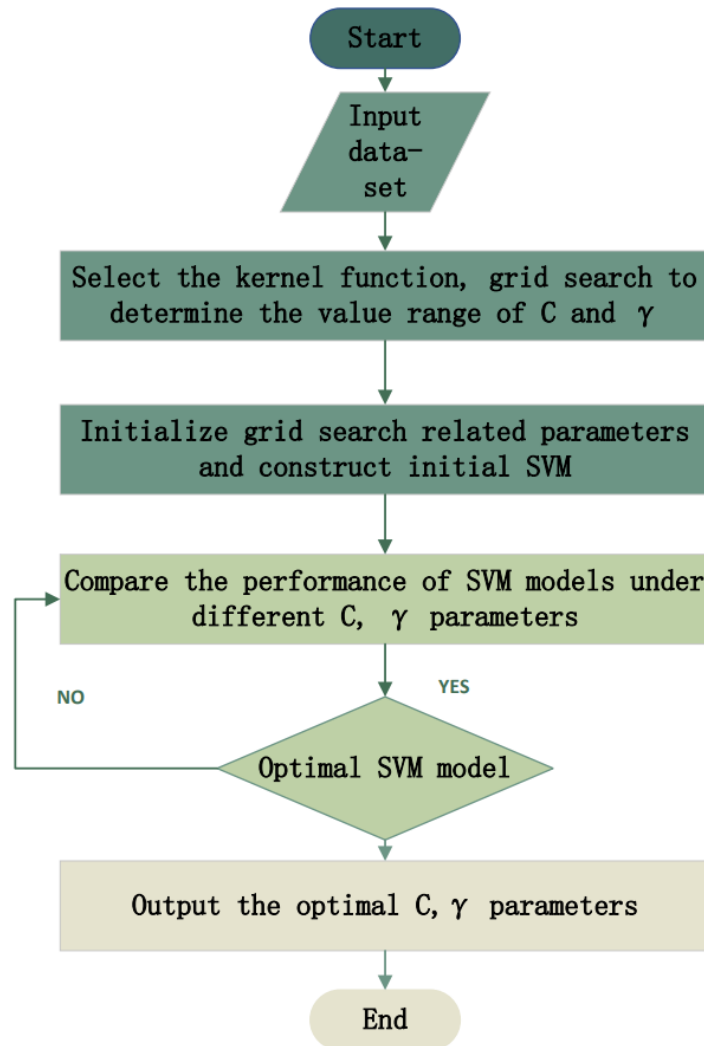 Start
Input
data-
set
Select the kernel function, grid search to
determine the value range of C and γ
Initialize grid search related parameters
and construct initial SVM
Compare the performance of SVM models under
different C, γ parameters
NO
YES
Optimal SVM model
Output the optimal C, γ parameters
End